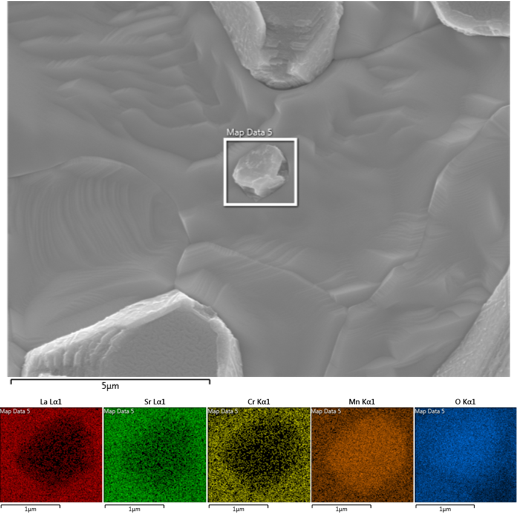 Map Data 5
5µm
La Lα1 Sr Lα1 Cr Kα1 Mn Kα1 O Kα1
Map Data 5 Map Data 5 Map Data 5 Map Data 5 Map Data 5
1µm 1µm 1µm 1µm 1µm